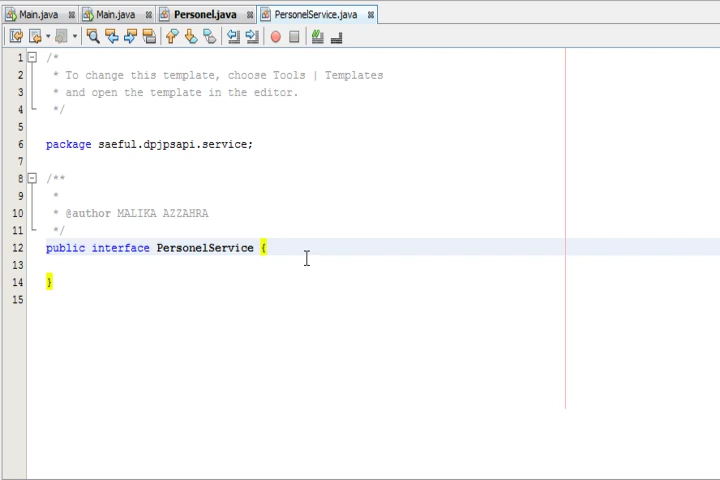 Main.java Main.java Personel.java PersonelService.java
1 /*
2 * To change this template, choose Tools | Templates
3 * and open the template in the editor.
4 */
5
6 package saeful.dpjpsapi.service;
7
8 /**
9 *
10 * @author MALIKA AZZAHRA
11 */
12 public interface PersonelService {
13
14 }
15